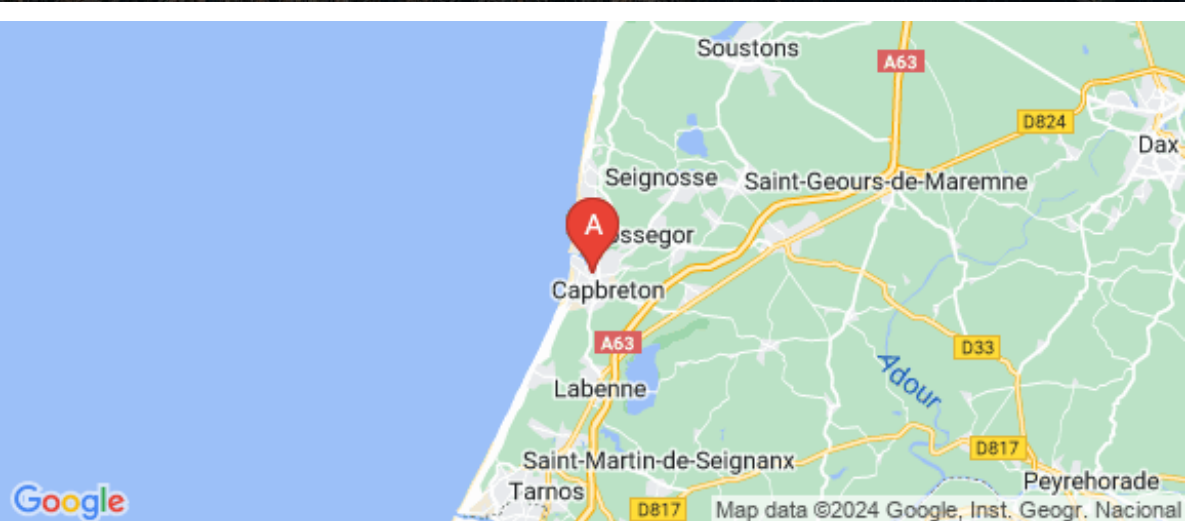 Soustons
A63
D824
Dax
Seignosse
Saint-Geours-de-Maremne
A
ossegor
Capbreton
A63
D33
Adour
Labenne
D817
Saint-Martin-de-Seignanx
Peyrehorade
Tarnos
Google
D817
Map data ©2024 Google, Inst. Geogr. Nacional